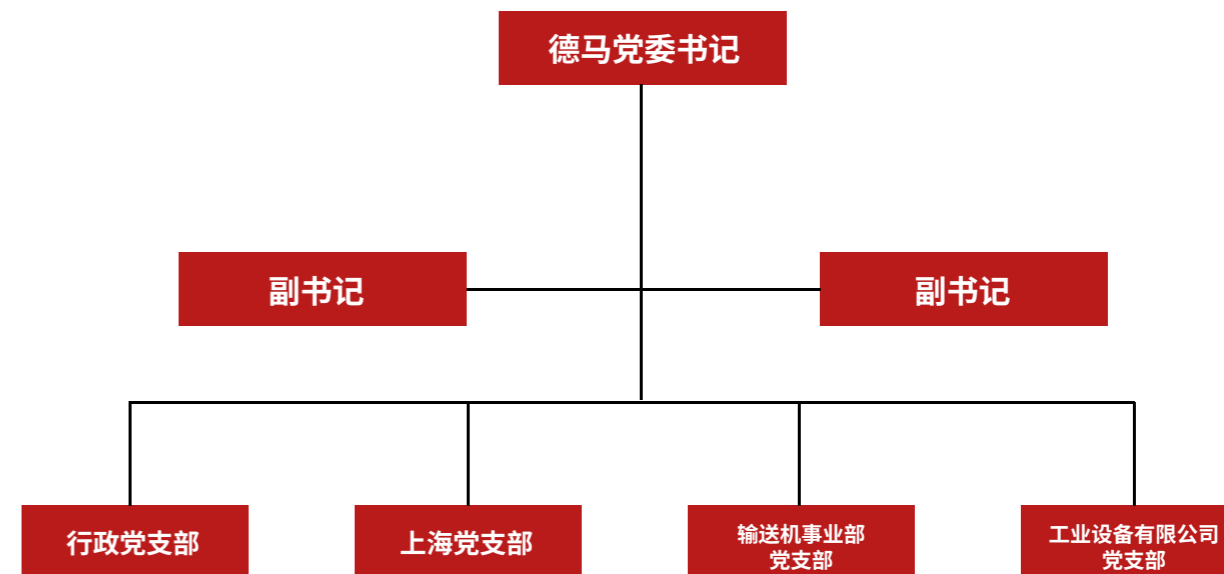 德马党委书记
副书记
副书记
行政党支部
上海党支部
输送机事业部
党支部
工业设备有限公司
党支部